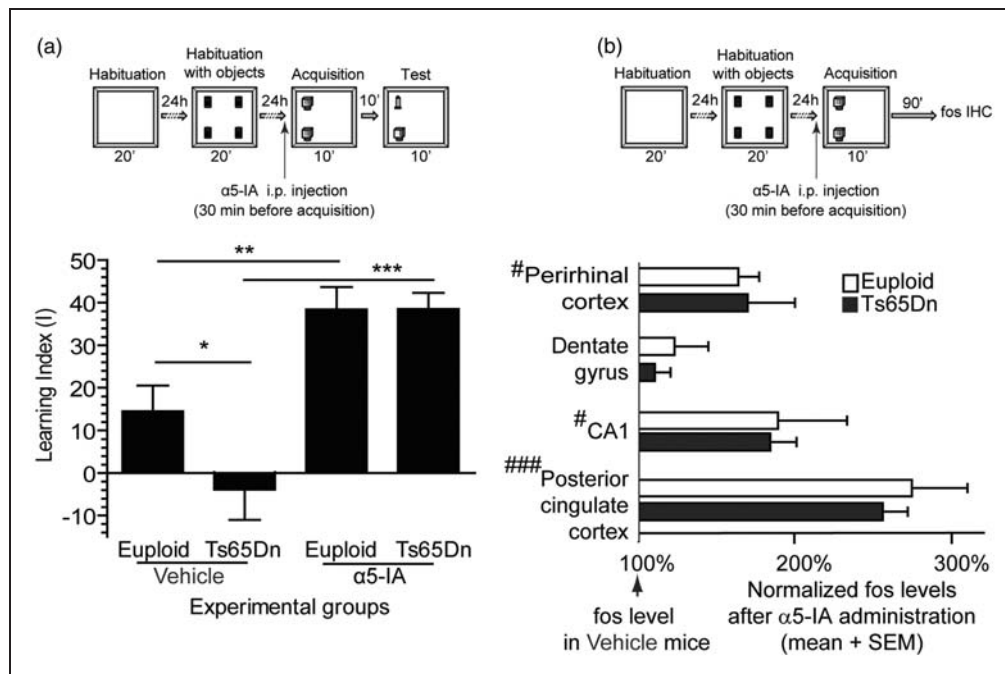 (a)
Habituation
Habituation
with objects
Acquisition
Test
24h
24h
10'
20'
20'
10'
10'
α5-IA i.p. injection
(30 min before acquisition)
Learning Index (I)
50
40
30
20
10
0
-10
**
***
*
Euploid Ts65Dn Euploid Ts65Dn
Vehicle α5-IA
Experimental groups
(b)
Habituation
Habituation
with objects
Acquisition
24h
24h
90'
fos IHC
20'
20'
10'
α5-IA i.p. injection
(30 min before acquisition)
#Perirhinal
cortex
Dentate
gyrus
#CA1
###Posterior
cingulate
cortex
Euploid
Ts65Dn
100% 200% 300%
fos level
in Vehicle mice
Normalized fos levels
after α5-IA administration
(mean + SEM)